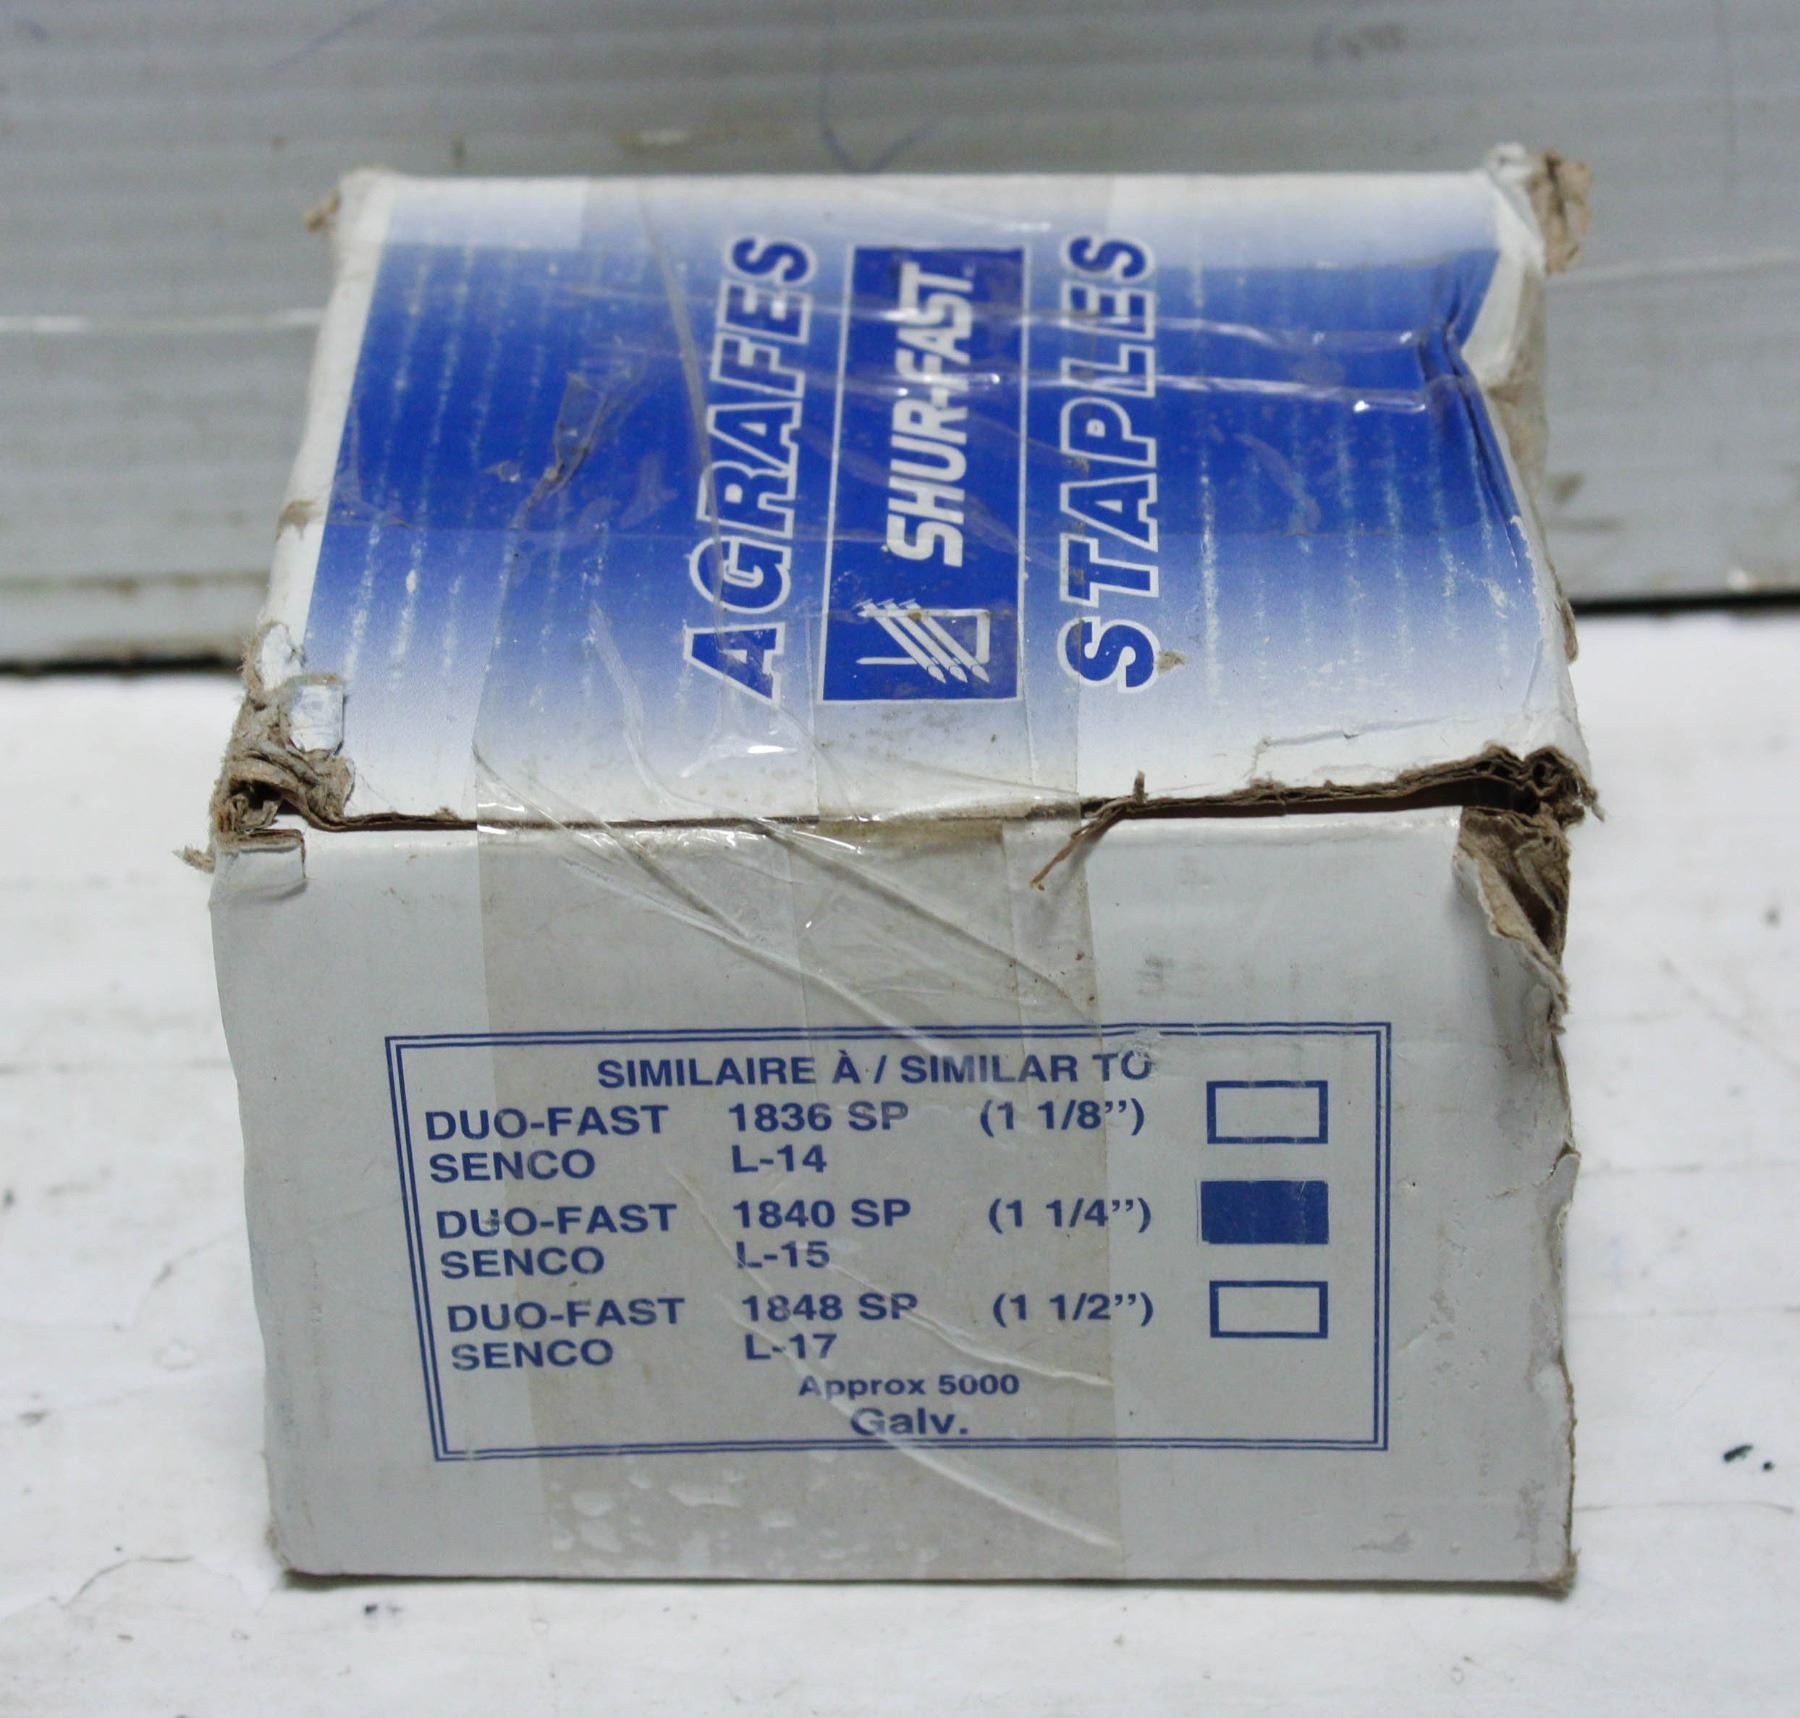 AGRAFES
SHUR-FAST
STAPLES
SIMILAIRE À / SIMILAR TO
DUO-FAST 1836 SP (1 1/8”)
SENCO L-14
DUO-FAST 1840 SP (1 1/4”)
SENCO L-15
DUO-FAST 1848 SP (1 1/2”)
SENCO L-17
Approx 5000
Galv.